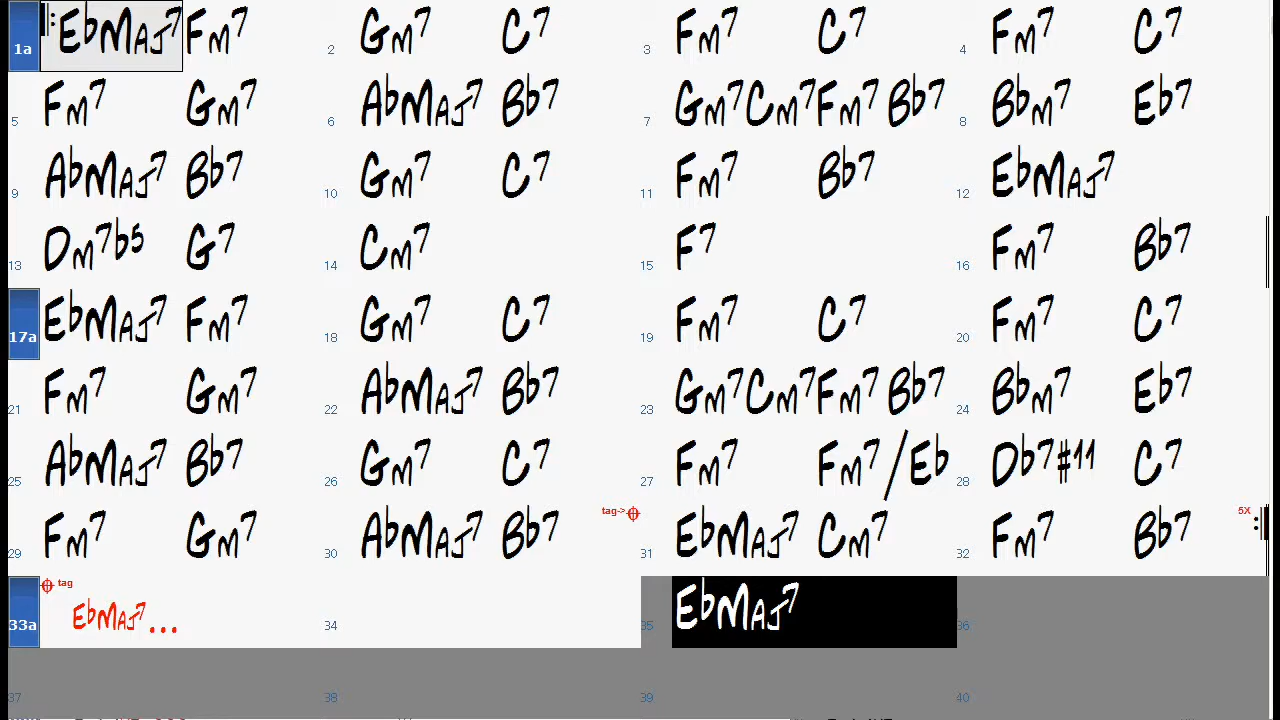 1a EbMaj7 Fm7 2 Gm7 C7 3 Fm7 C7 4 Fm7 C7
5 Fm7 Gm7 6 AbMaj7 Bb7 7 Gm7 Cm7 Fm7 Bb7 8 Bbm7 Eb7
9 AbMaj7 Bb7 10 Gm7 C7 11 Fm7 Bb7 12 EbMaj7
13 Dm7b5 G7 14 Cm7 15 F7 16 Fm7 Bb7
17a EbMaj7 Fm7 18 Gm7 C7 19 Fm7 C7 20 Fm7 C7
21 Fm7 Gm7 22 AbMaj7 Bb7 23 Gm7 Cm7 Fm7 Bb7 24 Bbm7 Eb7
25 AbMaj7 Bb7 26 Gm7 C7 27 Fm7 Fm7/Eb 28 Db7#11 C7
tag-> 5X
29 Fm7 Gm7 30 AbMaj7 Bb7 31 EbMaj7 Cm7 32 Fm7 Bb7
tag
33a EbMaj7... 34 35 EbMaj7 36
37 38 39 40